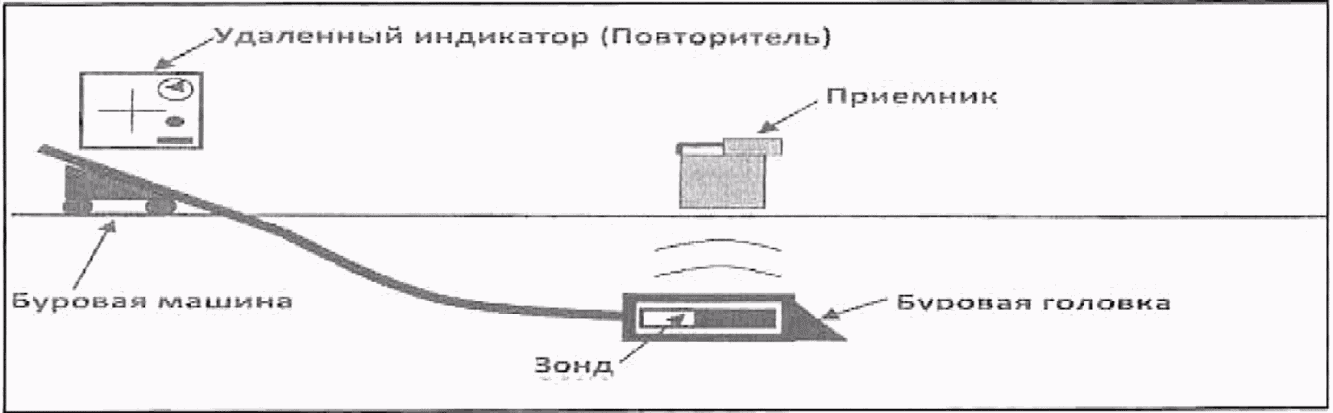 Удаленный индикатор (Повторитель)
Приемник
Буровая машина
Буровая головка
Зонд